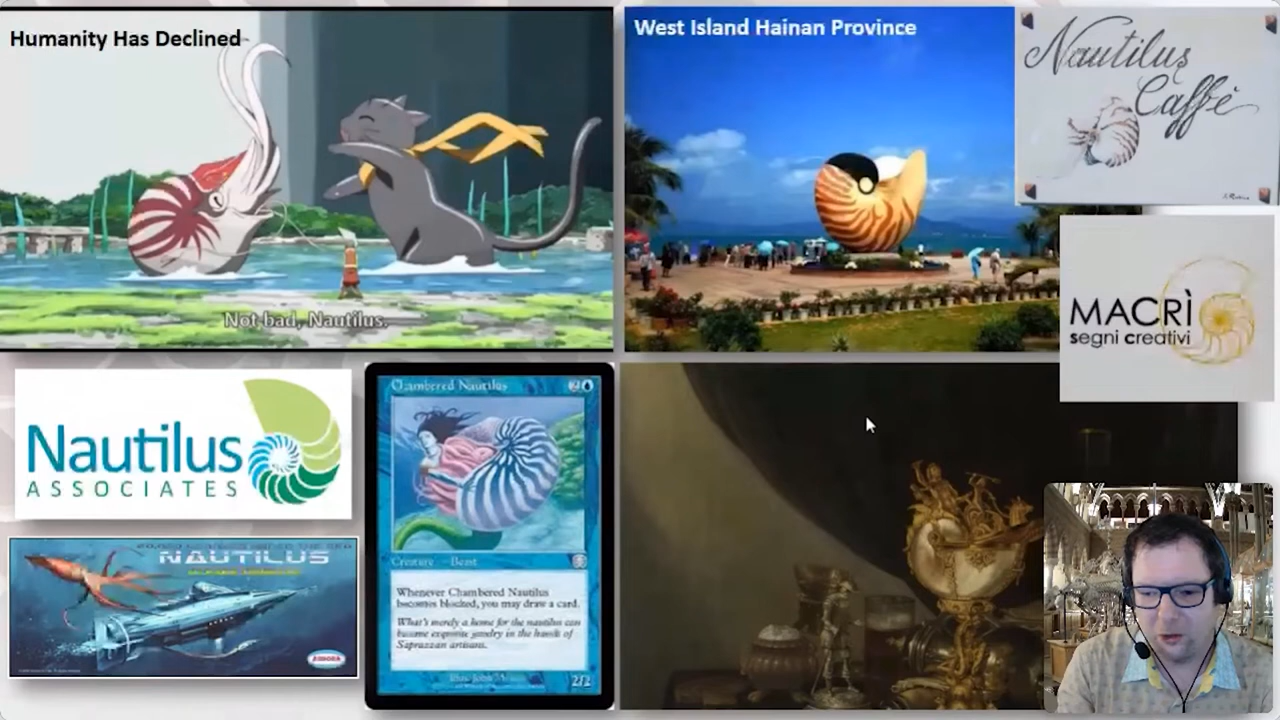 Humanity Has Declined
Not bad, Nautilus.
West Island Hainan Province
Nautilus
Caffè
MACRÌ
segni creativi
Nautilus
ASSOCIATES
NAUTILUS
AURORA
Chambered Nautilus
2
Creature — Beast
Whenever Chambered Nautilus
becomes blocked, you may draw a card.
What's merely a home for the nautilus can
become exquisite jewelry in the hands of
Saprazzan artisans.
2/2